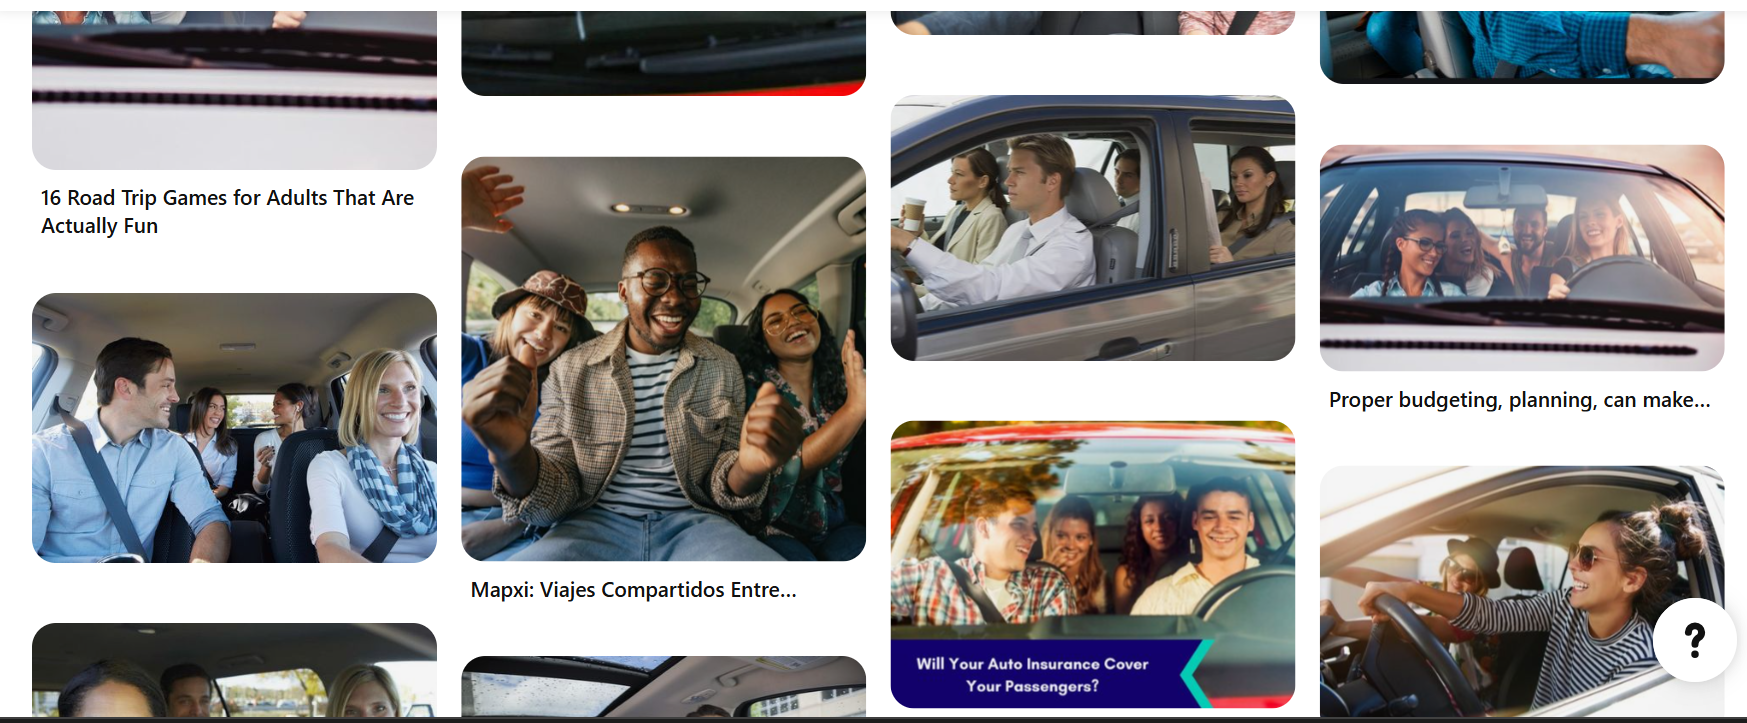 16 Road Trip Games for Adults That Are
Actually Fun
Mapxi: Viajes Compartidos Entre...
Will Your Auto Insurance Cover
Your Passengers?
Proper budgeting, planning, can make...
?